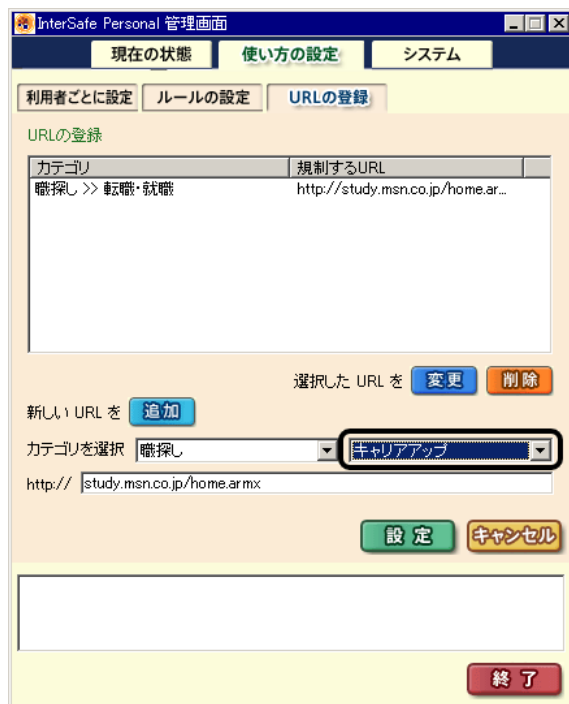 InterSafe Personal 管理画面
現在の状態 使い方の設定 システム
利用者ごとに設定 ルールの設定 URLの登録
URLの登録
カテゴリ 規制するURL
職探し >> 転職・就職 http://study.msn.co.jp/home.ar...
選択した URL を 変更 削除
新しい URL を 追加
カテゴリを選択 職探し キャリアアップ
http:// study.msn.co.jp/home.armx
設定 キャンセル
終了